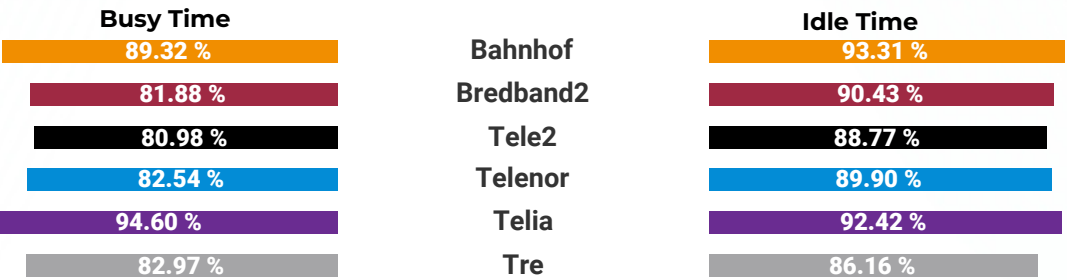 Busy Time Idle Time
89.32 % Bahnhof 93.31 %
81.88 % Bredband2 90.43 %
80.98 % Tele2 88.77 %
82.54 % Telenor 89.90 %
94.60 % Telia 92.42 %
82.97 % Tre 86.16 %